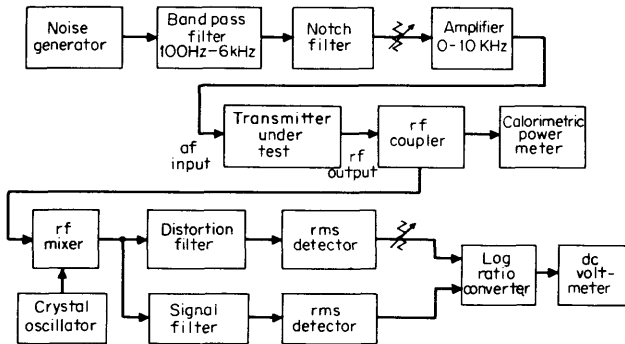 Noise
generator
Band pass
filter
100Hz-6kHz
Notch
filter
Amplifier
0-10 KHz
af
input
Transmitter
under
test
rf
output
rf
coupler
Calorimetric
power
meter
rf
mixer
Distortion
filter
rms
detector
Log
ratio
converter
dc
volt-
meter
Crystal
oscillator
Signal
filter
rms
detector